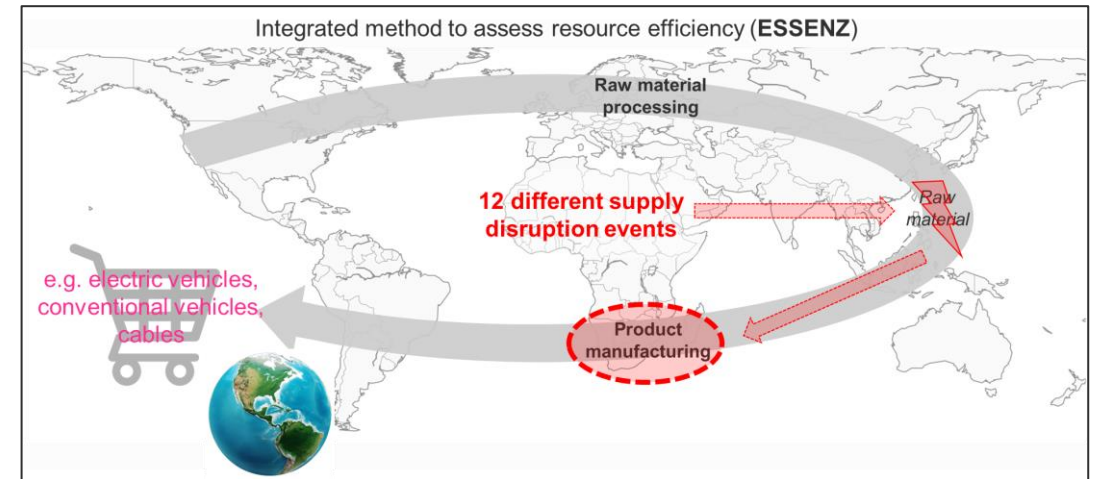 Integrated method to assess resource efficiency (ESSENZ)
Raw material
processing
12 different supply
disruption events
Raw
material
e.g. electric vehicles,
conventional vehicles,
cables
Product
manufacturing